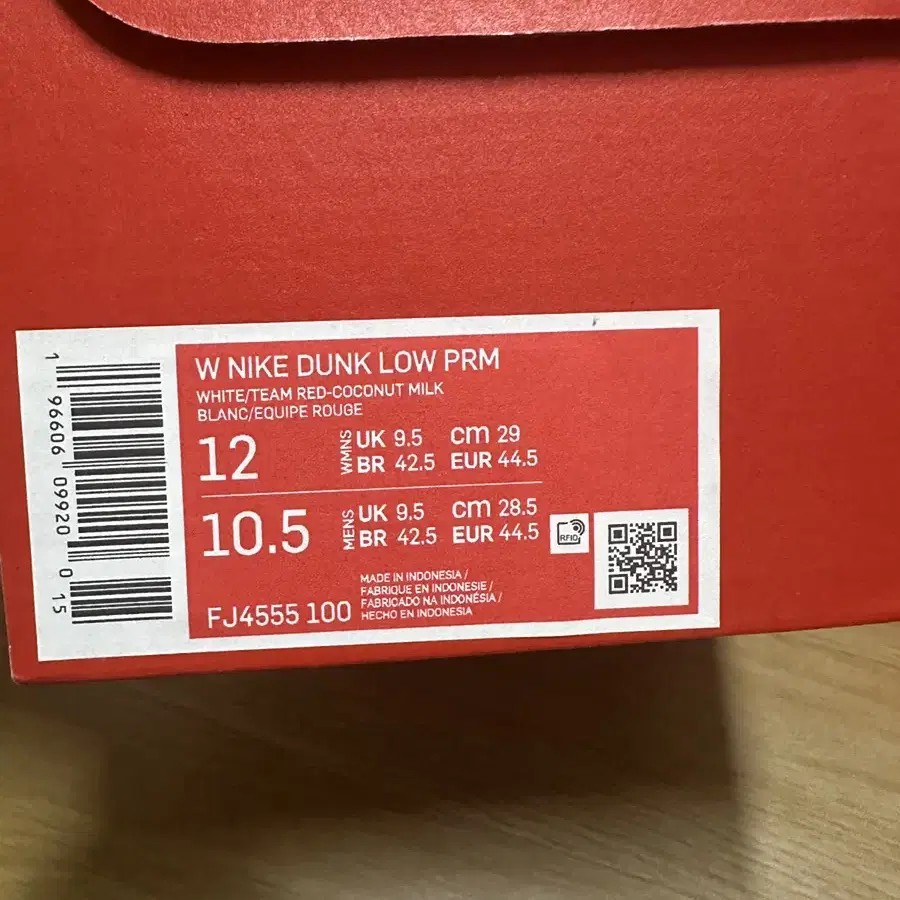 W NIKE DUNK LOW PRM
WHITE/TEAM RED-COCONUT MILK
BLANC/EQUIPE ROUGE
12 WMNS UK 9.5 cm 29
BR 42.5 EUR 44.5
10.5 MENS UK 9.5 cm 28.5
BR 42.5 EUR 44.5
RFID
MADE IN INDONESIA /
FABRIQUE EN INDONESIE /
FABRICADO NA INDONÉSIA /
HECHO EN INDONESIA
FJ4555 100
1 96606 09920 0 15